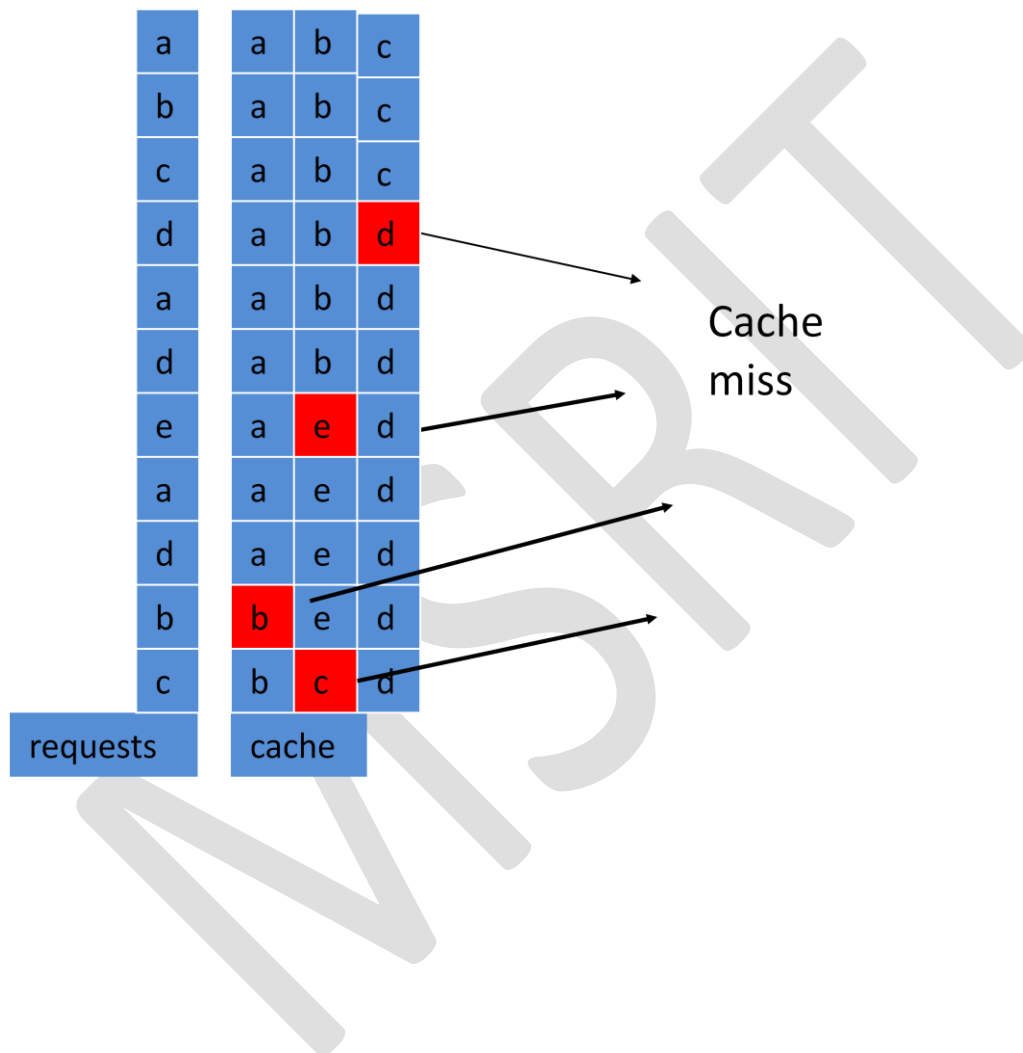 a a b c
b a b c
c a b c
d a b d
a a b d
d a b d
e a e d
a a e d
d a e d
b b e d
c b c d
requests cache
Cache
miss
MSRIT